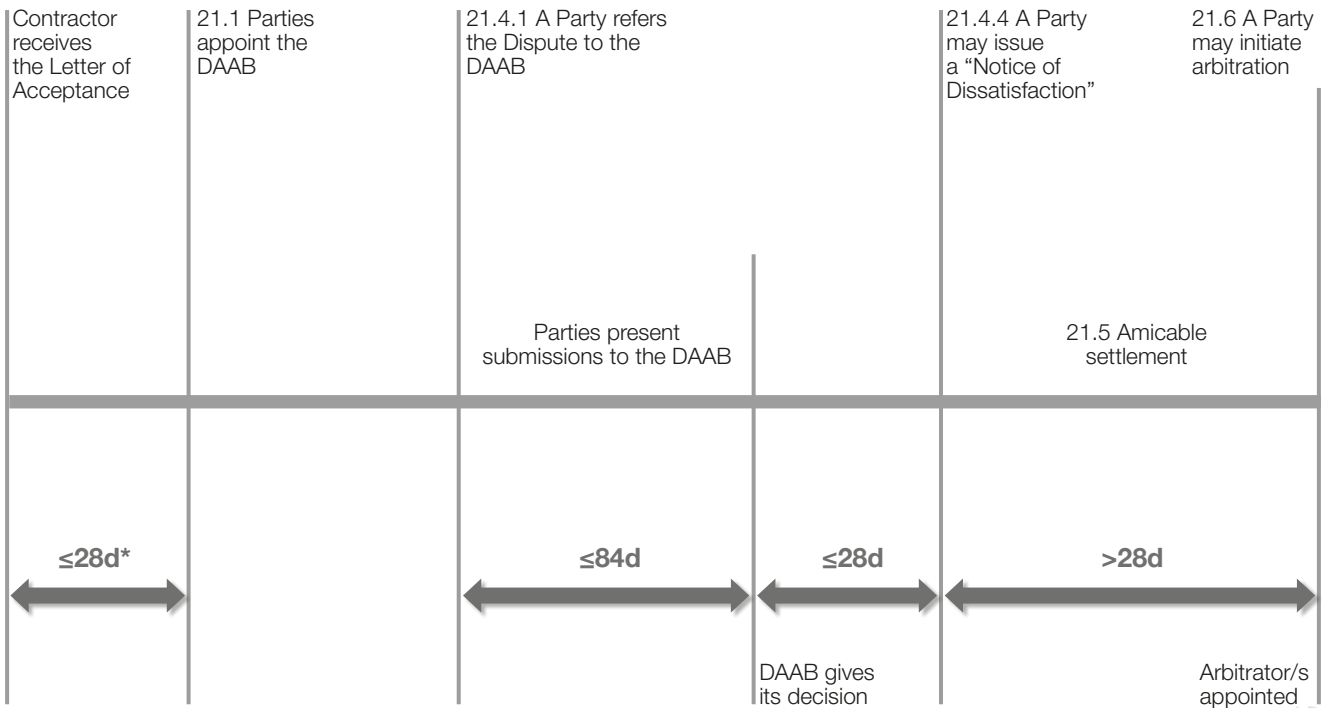 Contractor
receives
the Letter of
Acceptance
21.1 Parties
appoint the
DAAB
21.4.1 A Party refers
the Dispute to the
DAAB
21.4.4 A Party
may issue
a “Notice of
Dissatisfaction”
21.6 A Party
may initiate
arbitration
Parties present
submissions to the DAAB
21.5 Amicable
settlement
≤28d*
≤84d
≤28d
>28d
DAAB gives
its decision
Arbitrator/s
appointed